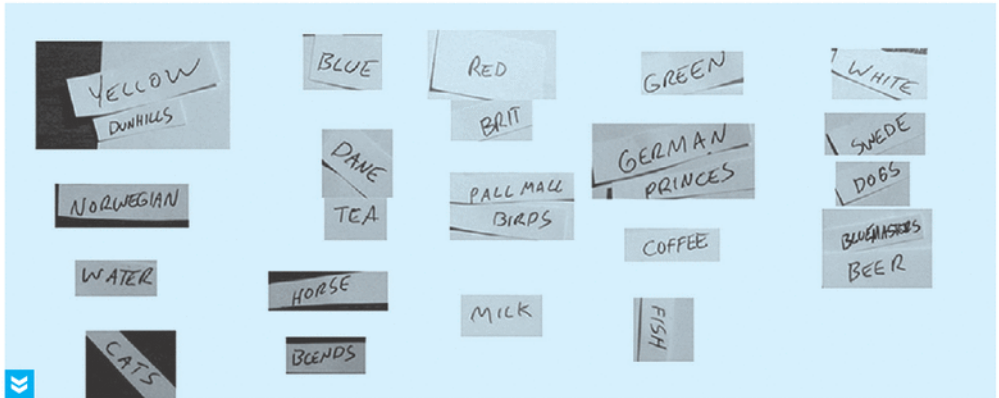 YELLOW
DUNHILLS
NORWEGIAN
WATER
CATS
BLUE
DANE
TEA
HORSE
BLENDS
RED
BRIT
PALL MALL
BIRDS
MILK
GREEN
GERMAN
PRINCES
COFFEE
FISH
WHITE
SWEDE
DOGS
BLUEMASTERS
BEER